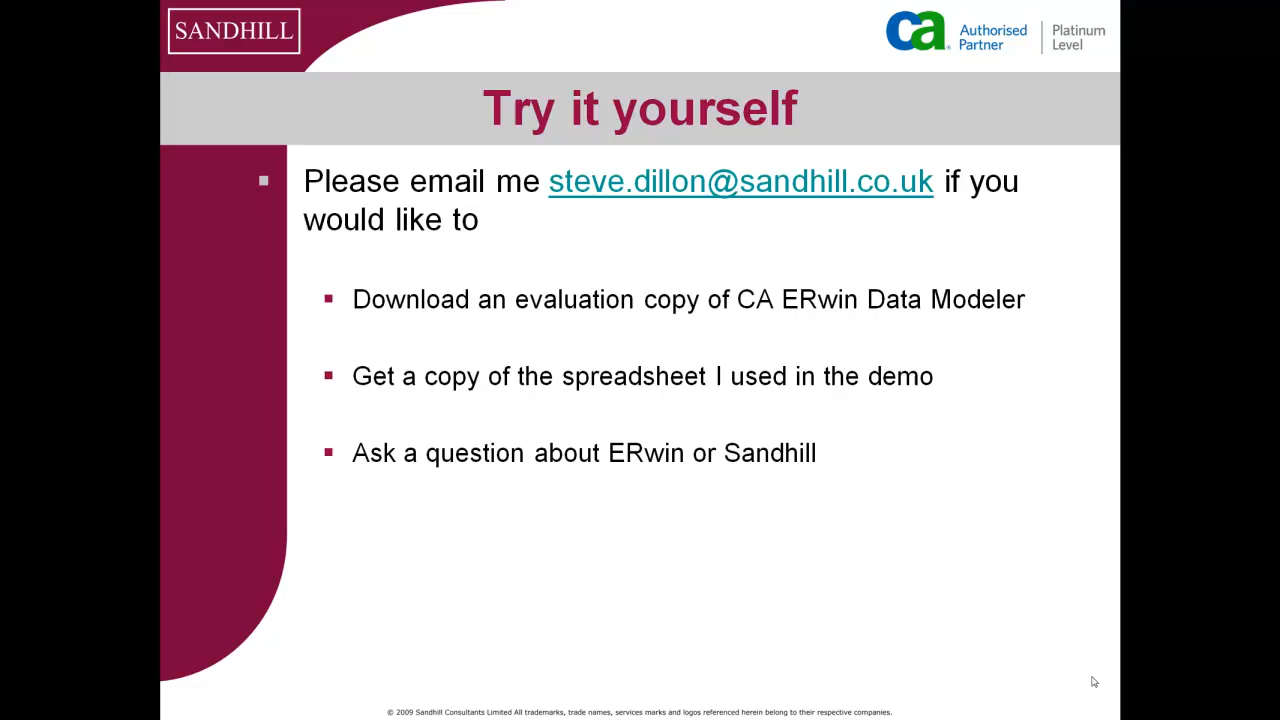 SANDHILL
ca
Authorised
Partner
Platinum
Level
Try it yourself
Please email me steve.dillon@sandhill.co.uk if you
would like to
Download an evaluation copy of CA ERwin Data Modeler
Get a copy of the spreadsheet I used in the demo
Ask a question about ERwin or Sandhill
© 2009 Sandhill Consultants Limited All trademarks, trade names, services marks and logos referenced herein belong to their respective companies.